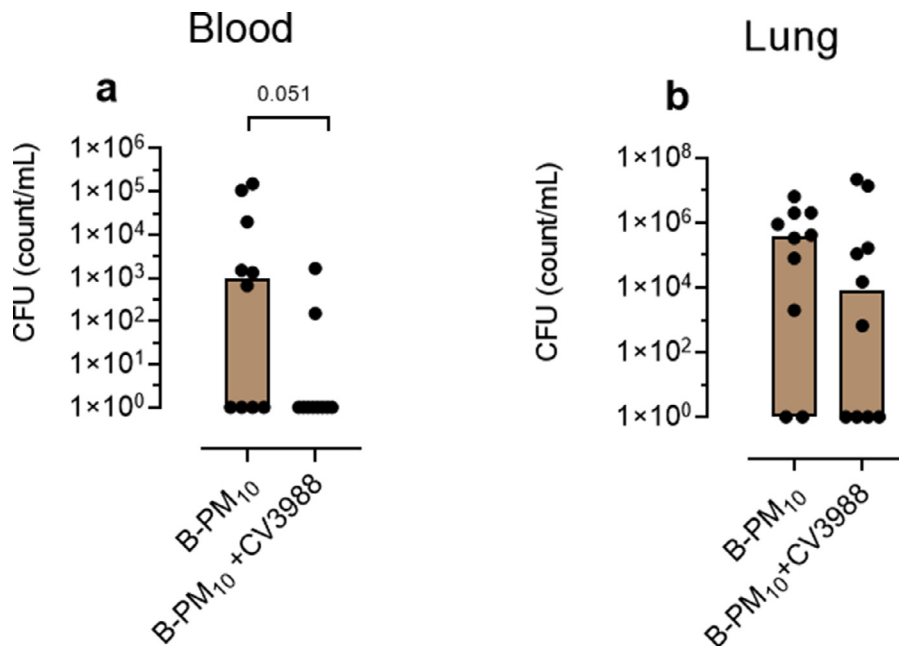 Blood
a
0.051
CFU (count/mL)
1×10⁶
1×10⁵
1×10⁴
1×10³
1×10²
1×10¹
1×10⁰
B-PM₁₀
B-PM₁₀ +CV3988
Lung
b
CFU (count/mL)
1×10⁸
1×10⁶
1×10⁴
1×10²
1×10⁰
B-PM₁₀
B-PM₁₀+CV3988